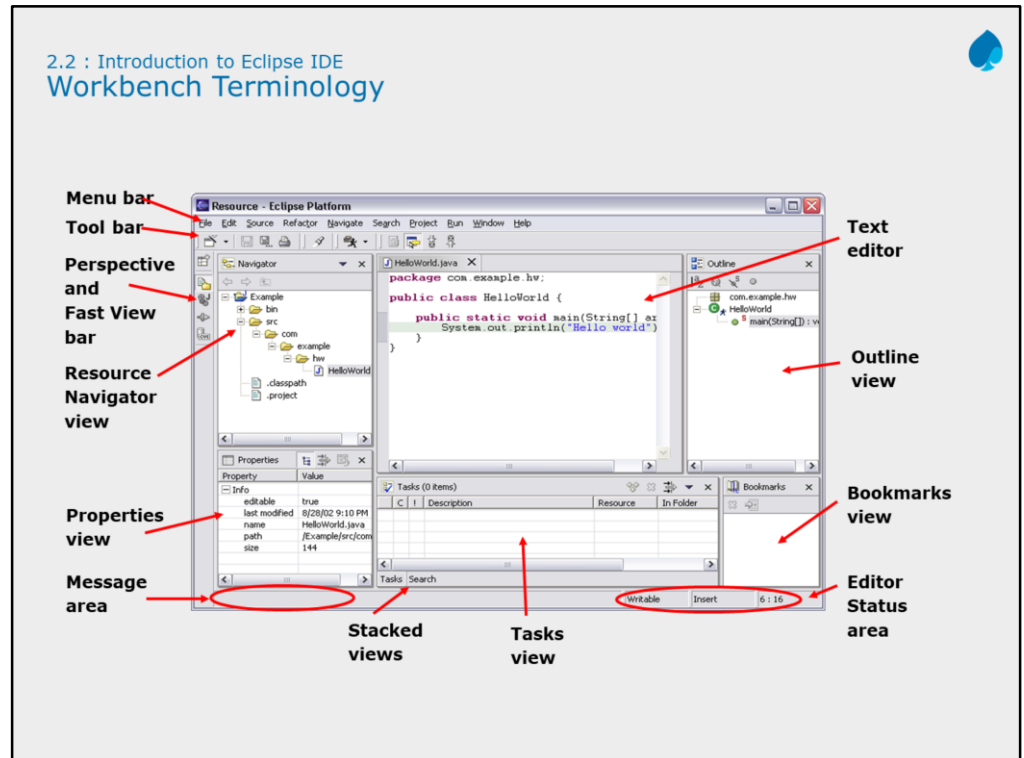 2.2 : Introduction to Eclipse IDE
Workbench Terminology
Menu bar
Tool bar
Perspective
and
Fast View
bar
Resource
Navigator
view
Properties
view
Message
area
Resource - Eclipse Platform
File Edit Source Refactor Navigate Search Project Run Window Help
Navigator
Example
bin
src
com
example
hw
HelloWorld
.classpath
.project
HelloWorld.java
package com.example.hw;
public class HelloWorld {
public static void main(String[] ar
System.out.println("Hello world")
}
}
Outline
com.example.hw
HelloWorld
main(String[]) : v
Properties
Property Value
Info
editable true
last modified 8/28/02 9:10 PM
name HelloWorld.java
path /Example/src/com
size 144
Tasks (0 items)
C ! Description Resource In Folder
Tasks Search
Bookmarks
Writable Insert 6 : 16
Text
editor
Outline
view
Bookmarks
view
Editor
Status
area
Stacked
views
Tasks
view